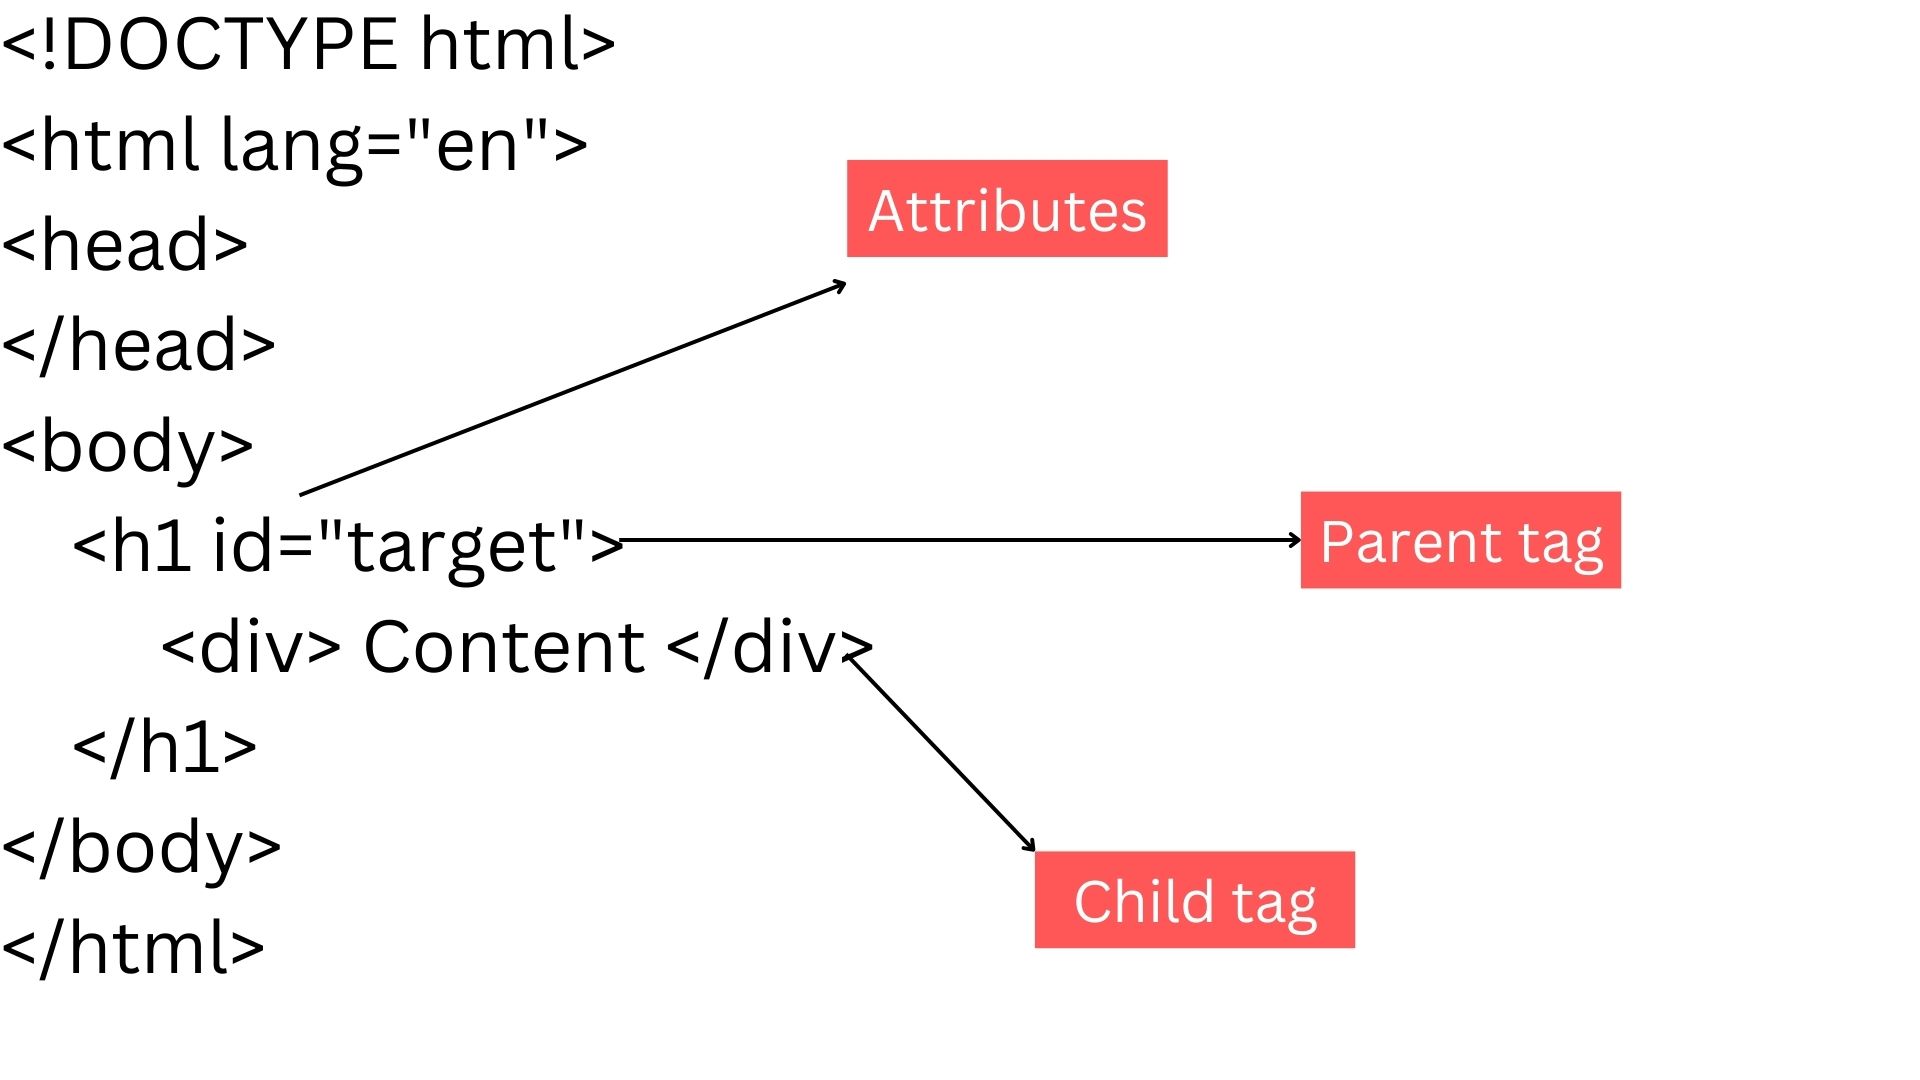 <!DOCTYPE html>
<html lang="en">
Attributes
<head>
</head>
<body>
<h1 id="target">
Parent tag
<div> Content </div>
</h1>
</body>
Child tag
</html>